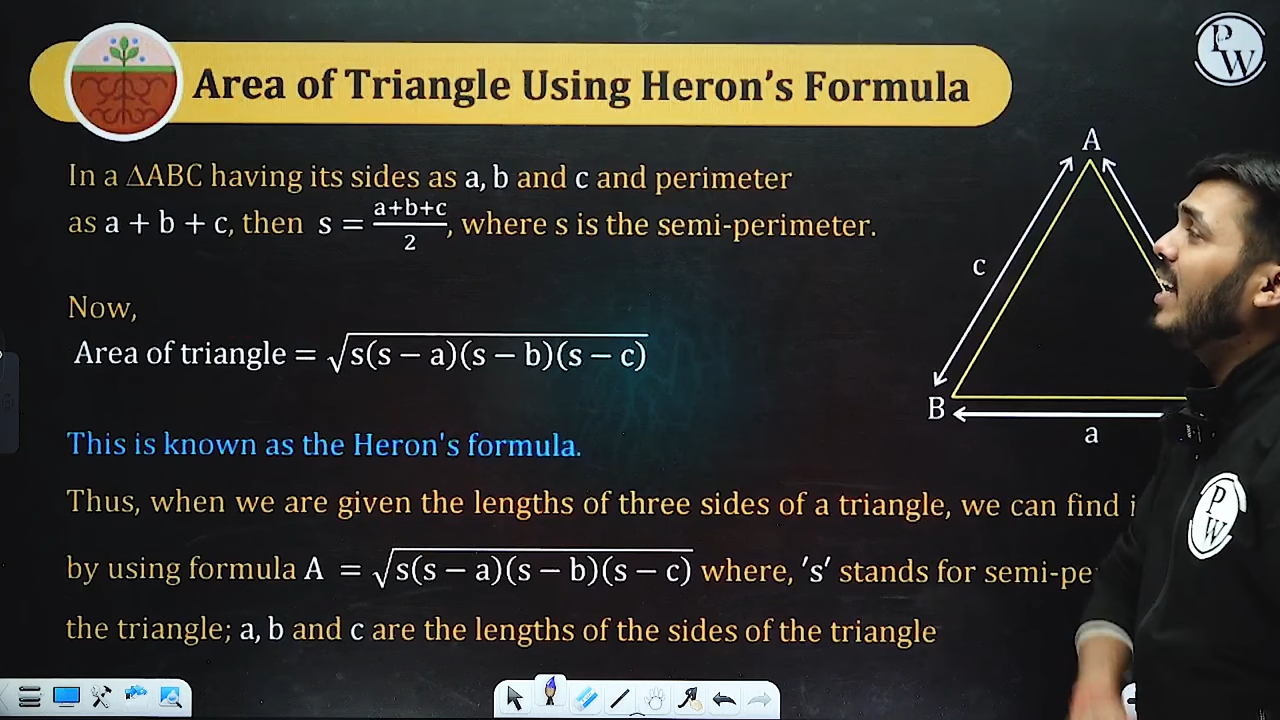 Area of Triangle Using Heron's Formula
PW
In a ΔABC having its sides as a, b and c and perimeter
as a + b + c, then s = a+b+c/2, where s is the semi-perimeter.
A
c
B
a
Now,
Area of triangle = √s(s − a)(s − b)(s − c)
This is known as the Heron's formula.
Thus, when we are given the lengths of three sides of a triangle, we can find
by using formula A = √s(s − a)(s − b)(s − c) where, 's' stands for semi-pe
the triangle; a, b and c are the lengths of the sides of the triangle
PW